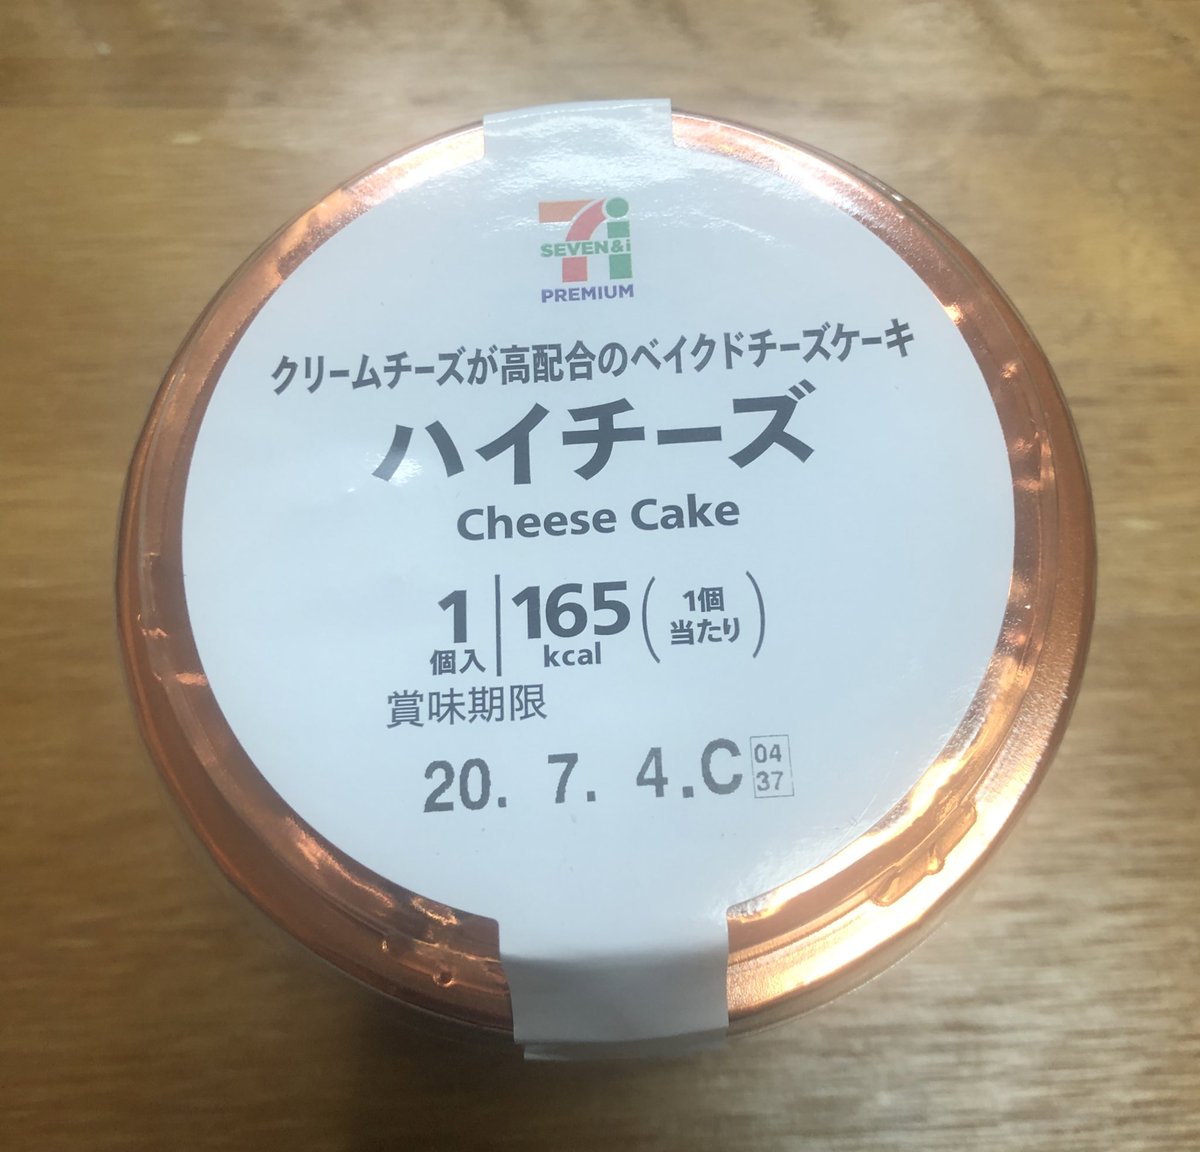 SEVEN&i
PREMIUM
クリームチーズが高配合のベイクドチーズケーキ
ハイチーズ
Cheese Cake
1
個入
165
kcal
(1個
当たり)
賞味期限
20. 7. 4.C
04
37